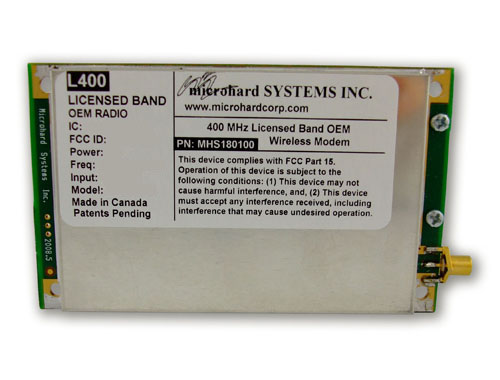 L400
LICENSED BAND
OEM RADIO
IC:
FCC ID:
Power:
Freq:
Input:
Model:
Made in Canada
Patents Pending
microhard SYSTEMS INC.
www.microhardcorp.com
400 MHz Licensed Band OEM
Wireless Modem
PN: MHS180100
This device complies with FCC Part 15.
Operation of this device is subject to the
following conditions: (1) This device may not
cause harmful interference, and, (2) This device
must accept any interference received, including
interference that may cause undesired operation.
Microhard Systems Inc.
2008.5